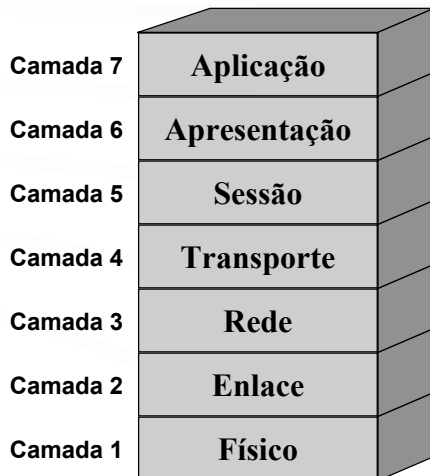 Camada 7 Aplicação
Camada 6 Apresentação
Camada 5 Sessão
Camada 4 Transporte
Camada 3 Rede
Camada 2 Enlace
Camada 1 Físico